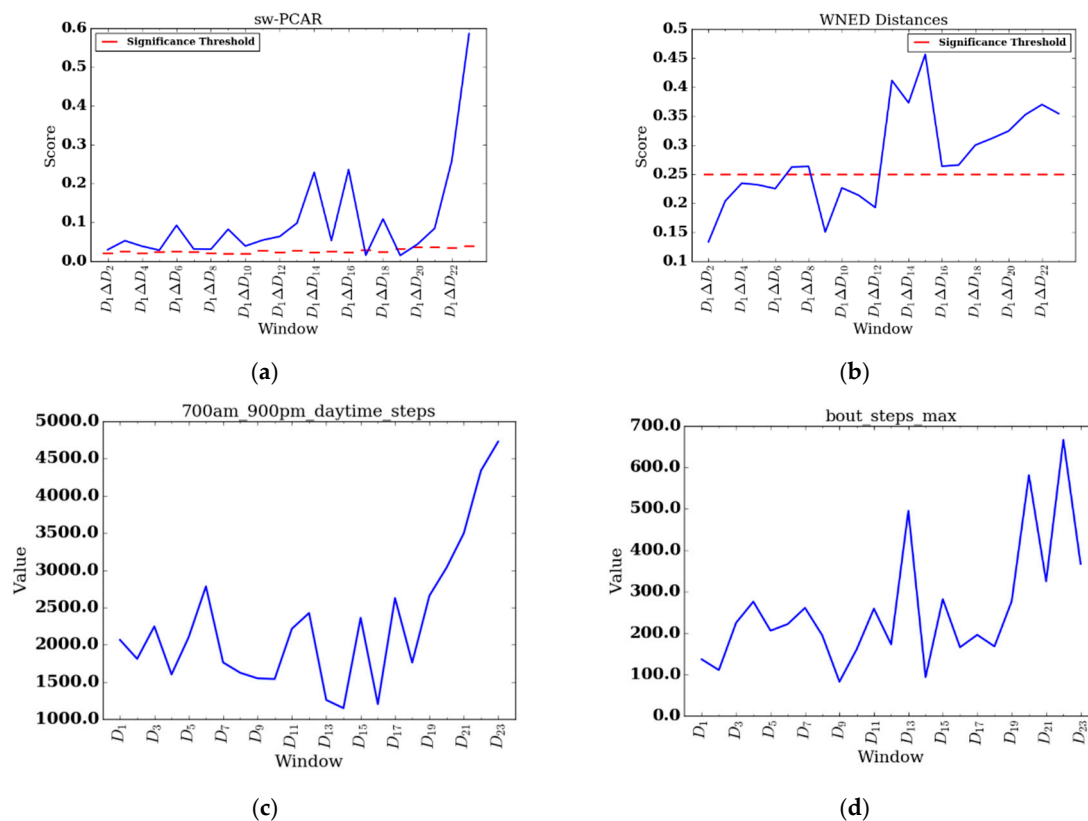 sw-PCAR
Significance Threshold
0.6
0.5
0.4
0.3
0.2
0.1
0.0
Score
D1ΔD2
D1ΔD4
D1ΔD6
D1ΔD8
D1ΔD10
D1ΔD12
D1ΔD14
D1ΔD16
D1ΔD18
D1ΔD20
D1ΔD22
Window
(a)
WNED Distances
Significance Threshold
0.45
0.4
0.35
0.3
0.25
0.2
0.15
0.1
Score
D1ΔD2
D1ΔD4
D1ΔD6
D1ΔD8
D1ΔD10
D1ΔD12
D1ΔD14
D1ΔD16
D1ΔD18
D1ΔD20
D1ΔD22
Window
(b)
700am_900pm_daytime_steps
5000.0
4500.0
4000.0
3500.0
3000.0
2500.0
2000.0
1500.0
1000.0
Value
D1
D3
D5
D7
D9
D11
D13
D15
D17
D19
D21
D23
Window
(c)
bout_steps_max
700.0
600.0
500.0
400.0
300.0
200.0
100.0
0.0
Value
D1
D3
D5
D7
D9
D11
D13
D15
D17
D19
D21
D23
Window
(d)